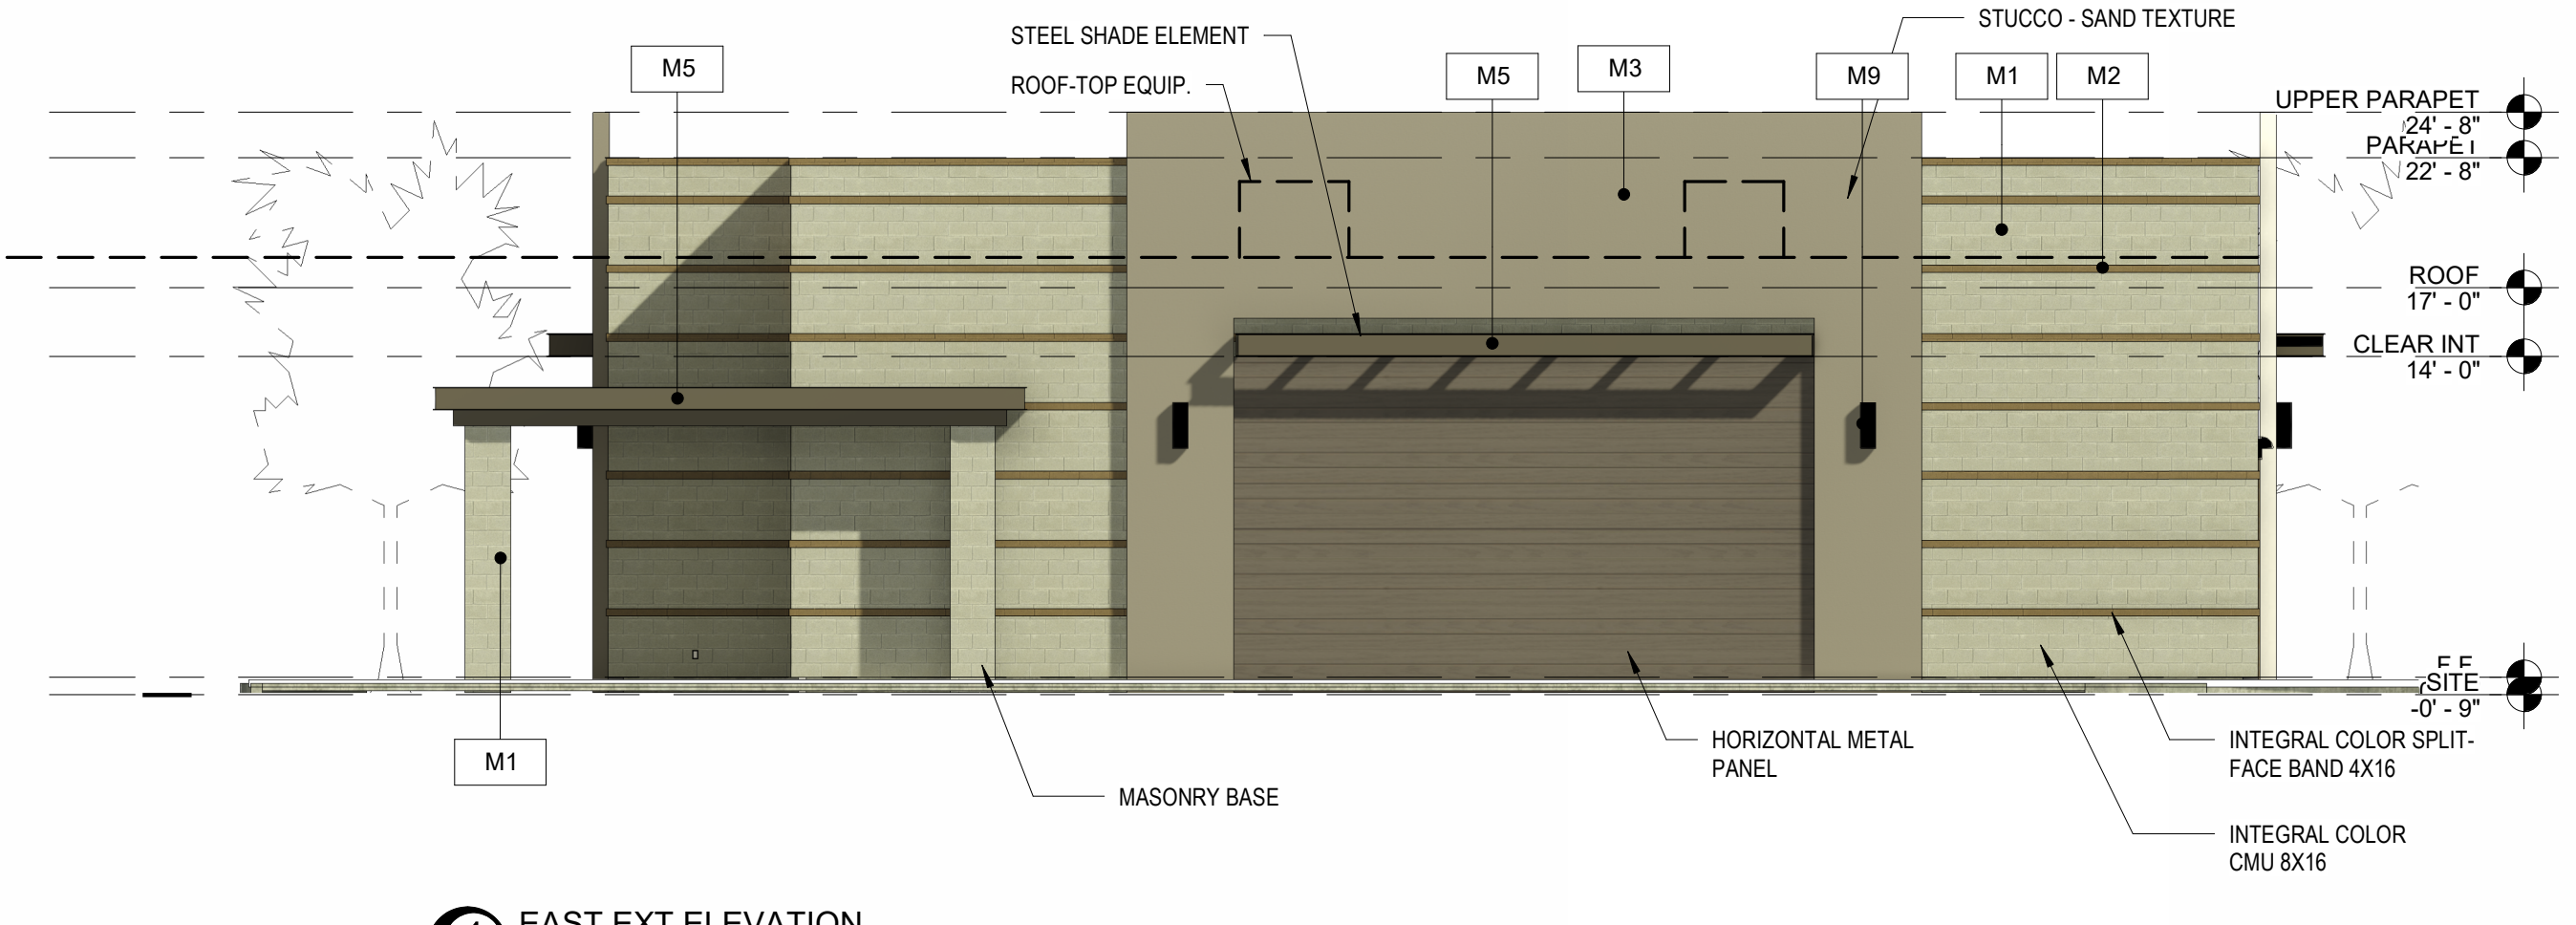 STUCCO - SAND TEXTURE
STEEL SHADE ELEMENT
ROOF-TOP EQUIP.
M5
M5
M3
M9
M1
M2
UPPER PARAPET
24' - 8"
PARAPET
22' - 8"
ROOF
17' - 0"
CLEAR INT
14' - 0"
F.F.
SITE
-0' - 9"
M1
MASONRY BASE
HORIZONTAL METAL
PANEL
INTEGRAL COLOR SPLIT-
FACE BAND 4X16
INTEGRAL COLOR
CMU 8X16
EAST EXT ELEVATION